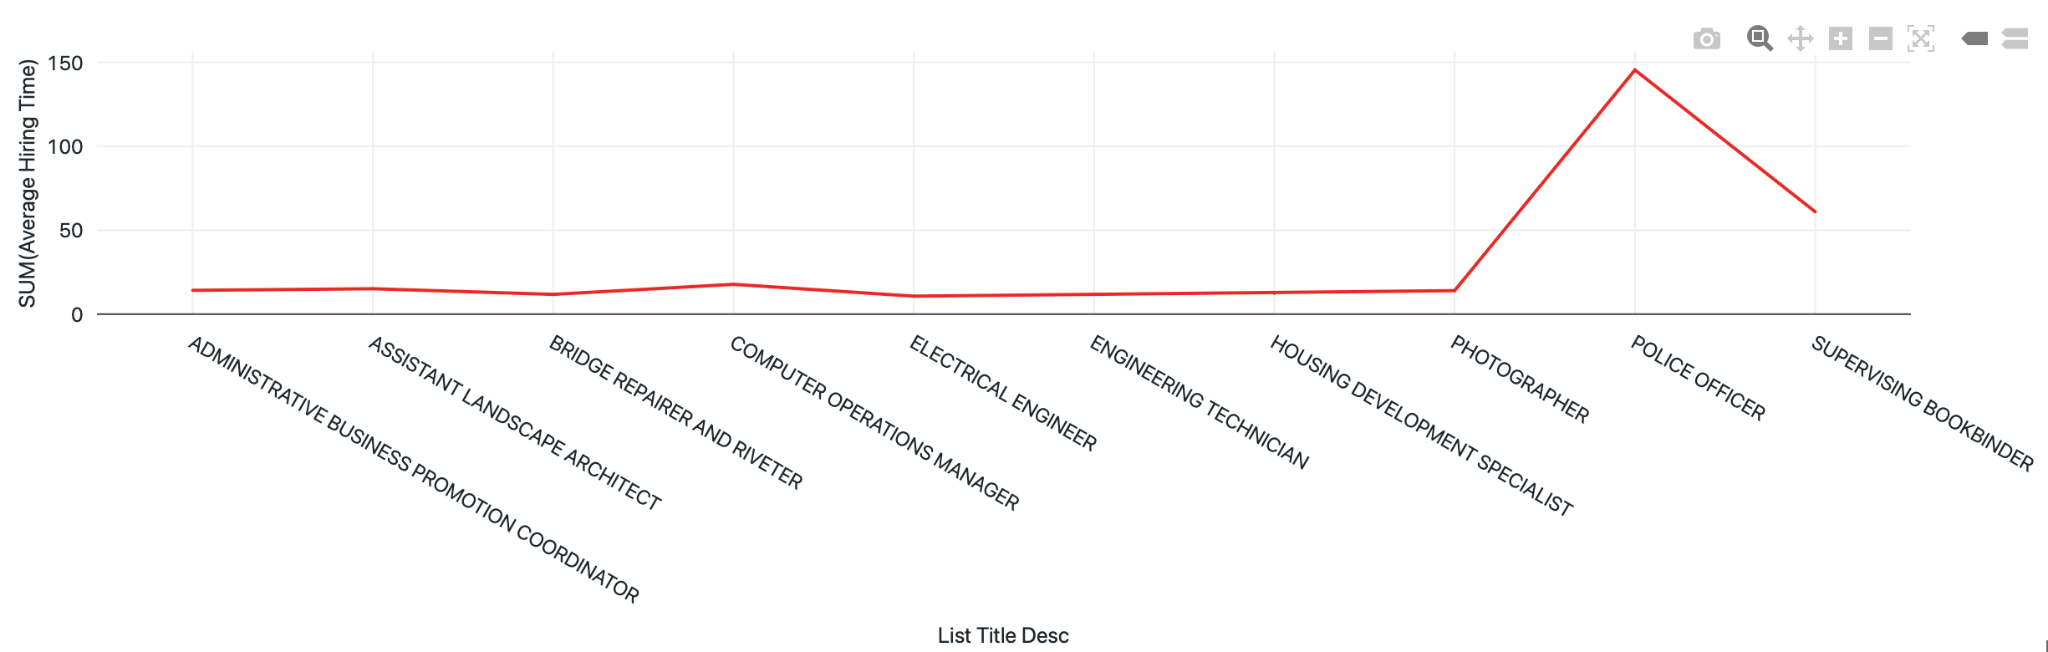 150
100
50
0
SUM(Average Hiring Time)
ADMINISTRATIVE BUSINESS PROMOTION COORDINATOR
ASSISTANT LANDSCAPE ARCHITECT
BRIDGE REPAIRER AND RIVETER
COMPUTER OPERATIONS MANAGER
ELECTRICAL ENGINEER
ENGINEERING TECHNICIAN
HOUSING DEVELOPMENT SPECIALIST
PHOTOGRAPHER
POLICE OFFICER
SUPERVISING BOOKBINDER
List Title Desc